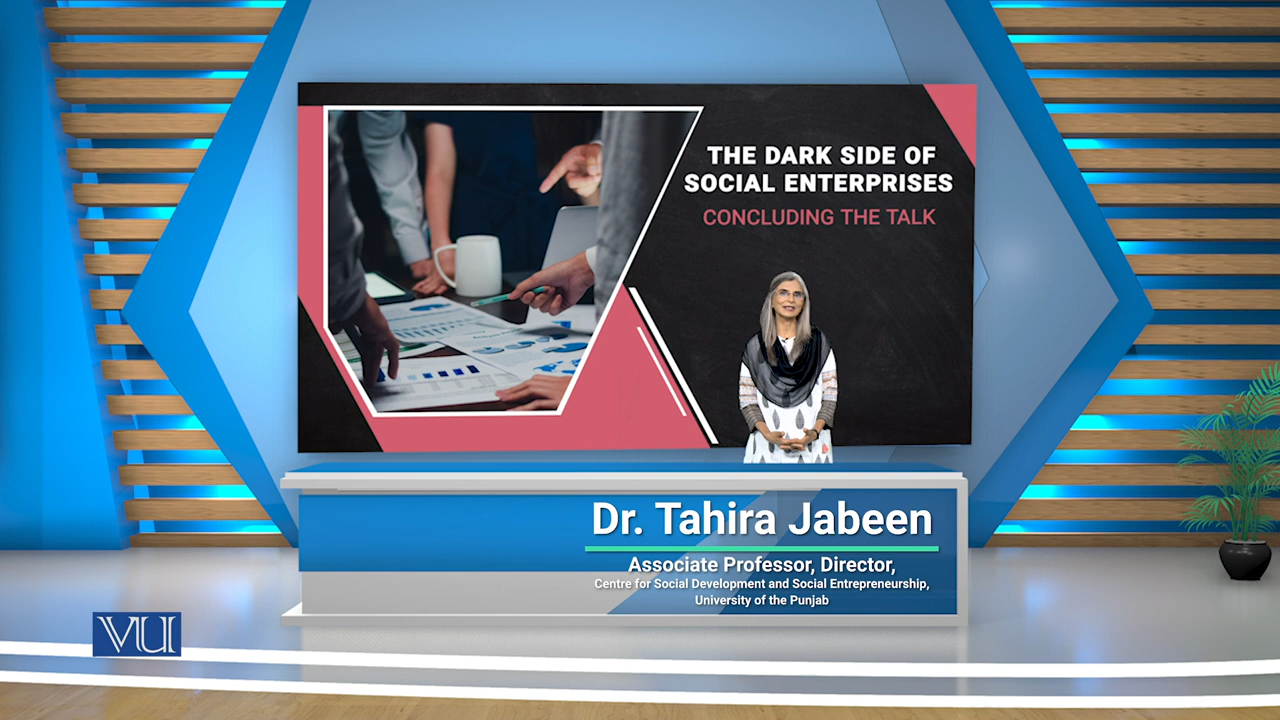 THE DARK SIDE OF
SOCIAL ENTERPRISES
CONCLUDING THE TALK
Dr. Tahira Jabeen
Associate Professor, Director,
Centre for Social Development and Social Entrepreneurship,
University of the Punjab
VU